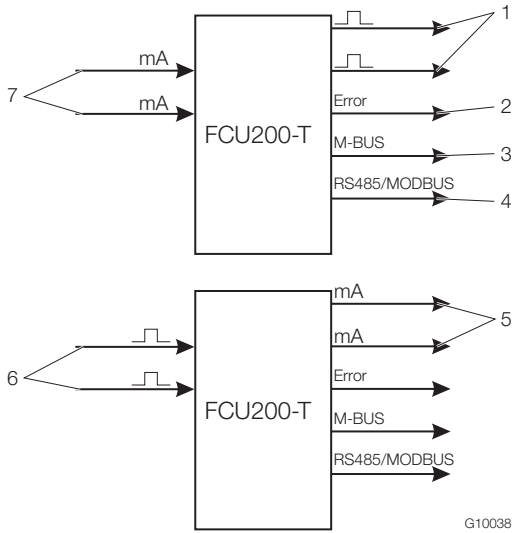 1
mA
7
mA
FCU200-T
Error
2
M-BUS
3
RS485/MODBUS
4
mA
5
mA
6
FCU200-T
Error
M-BUS
RS485/MODBUS
G10038